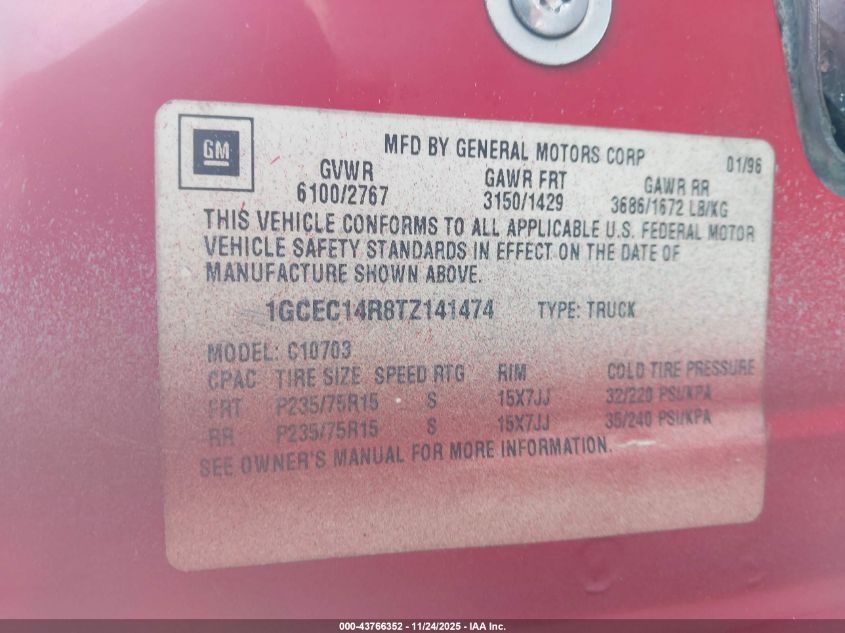 GM
MFD BY GENERAL MOTORS CORP 01/96
GVWR GAWR FRT GAWR RR
6100/2767 3150/1429 3686/1672 LB/KG
THIS VEHICLE CONFORMS TO ALL APPLICABLE U.S. FEDERAL MOTOR
VEHICLE SAFETY STANDARDS IN EFFECT ON THE DATE OF
MANUFACTURE SHOWN ABOVE.
1GCEC14R8TZ141474 TYPE: TRUCK
MODEL: C10703
CPAC TIRE SIZE SPEED RTG RIM COLD TIRE PRESSURE
FRT P235/75R15 S 15X7JJ 32/220 PSI/KPA
RR P235/75R15 S 15X7JJ 35/240 PSI/KPA
SEE OWNER'S MANUAL FOR MORE INFORMATION.
000-43766352 - 11/24/2025 - IAA Inc.